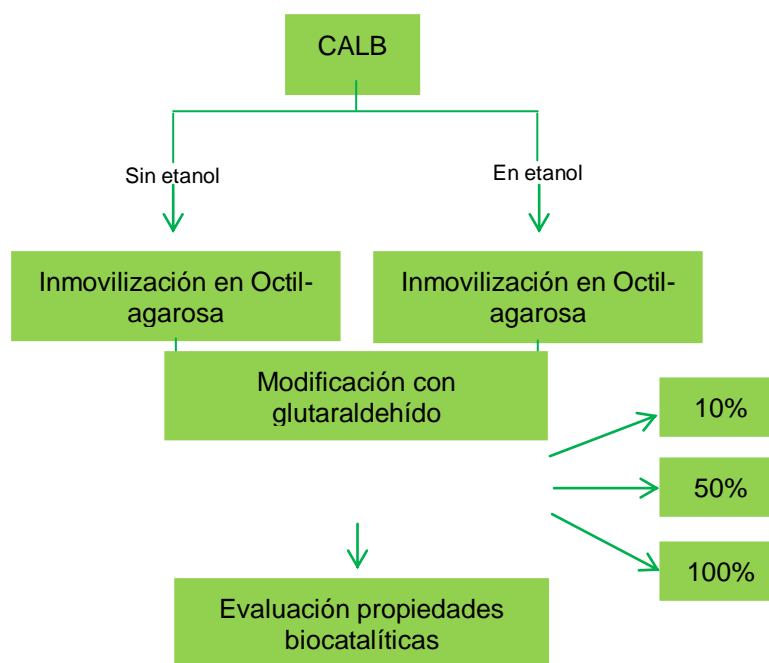 CALB
Sin etanol
En etanol
Inmovilización en Octil-
agarosa
Inmovilización en Octil-
agarosa
Modificación con
glutaraldehído
10%
50%
100%
Evaluación propiedades
biocatalíticas